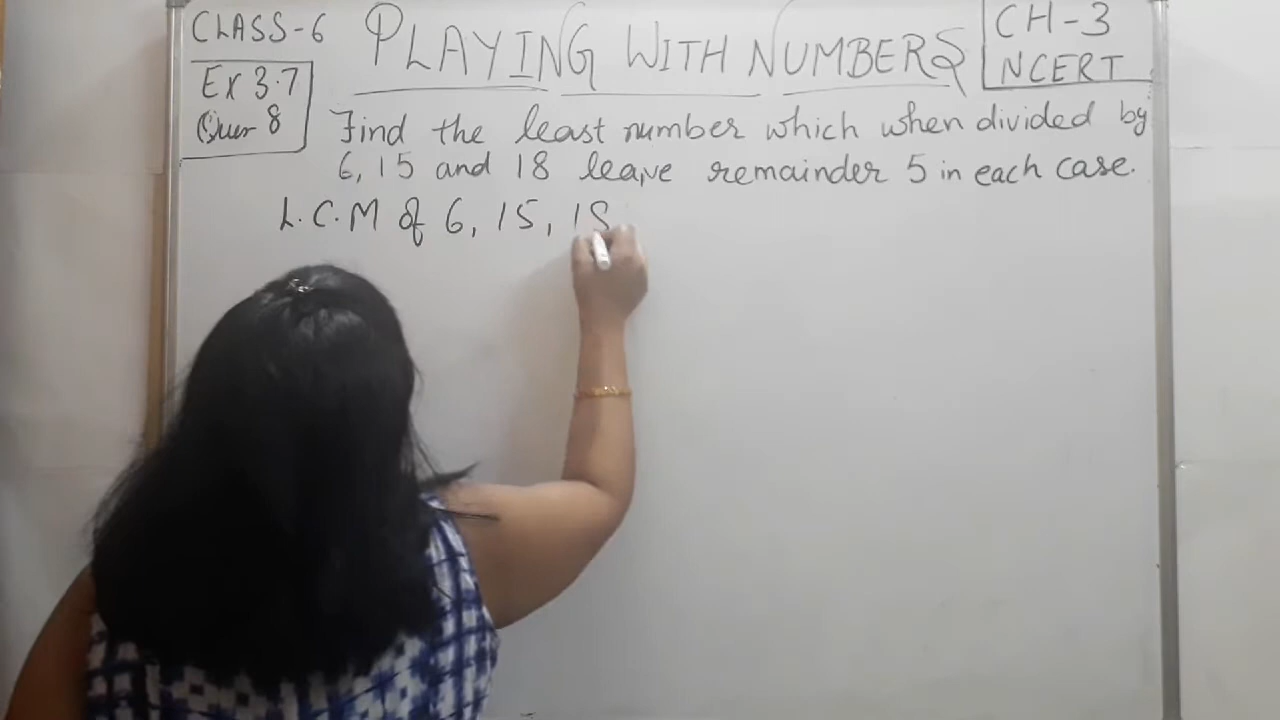 CLASS-6
PLAYING WITH NUMBERS
CH-3
NCERT
Ex 3.7
Ques 8
Find the least number which when divided by
6, 15 and 18 leave remainder 5 in each case.
L.C.M of 6, 15, 18